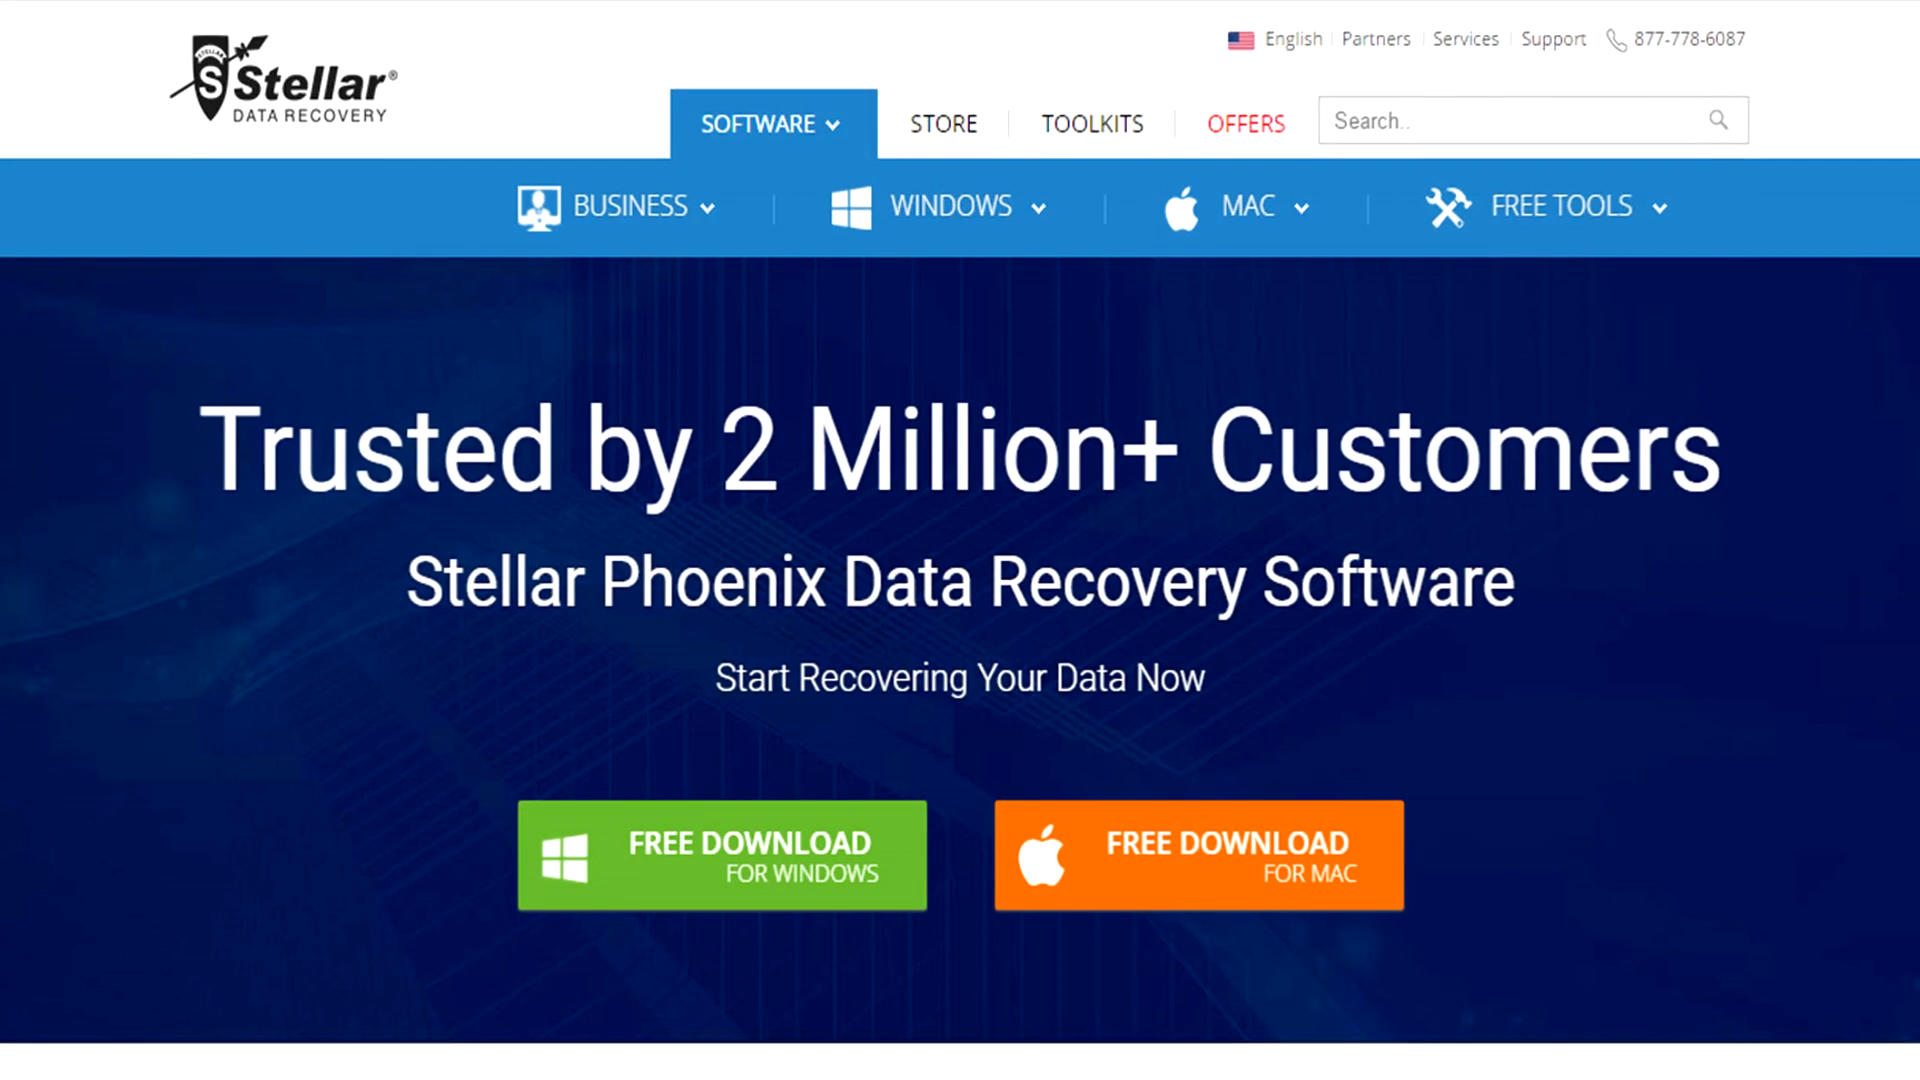 English Partners Services Support 877-778-6087
STELLAR
S Stellar®
DATA RECOVERY
SOFTWARE STORE TOOLKITS OFFERS Search..
BUSINESS WINDOWS MAC FREE TOOLS
Trusted by 2 Million+ Customers
Stellar Phoenix Data Recovery Software
Start Recovering Your Data Now
FREE DOWNLOAD
FOR WINDOWS
FREE DOWNLOAD
FOR MAC